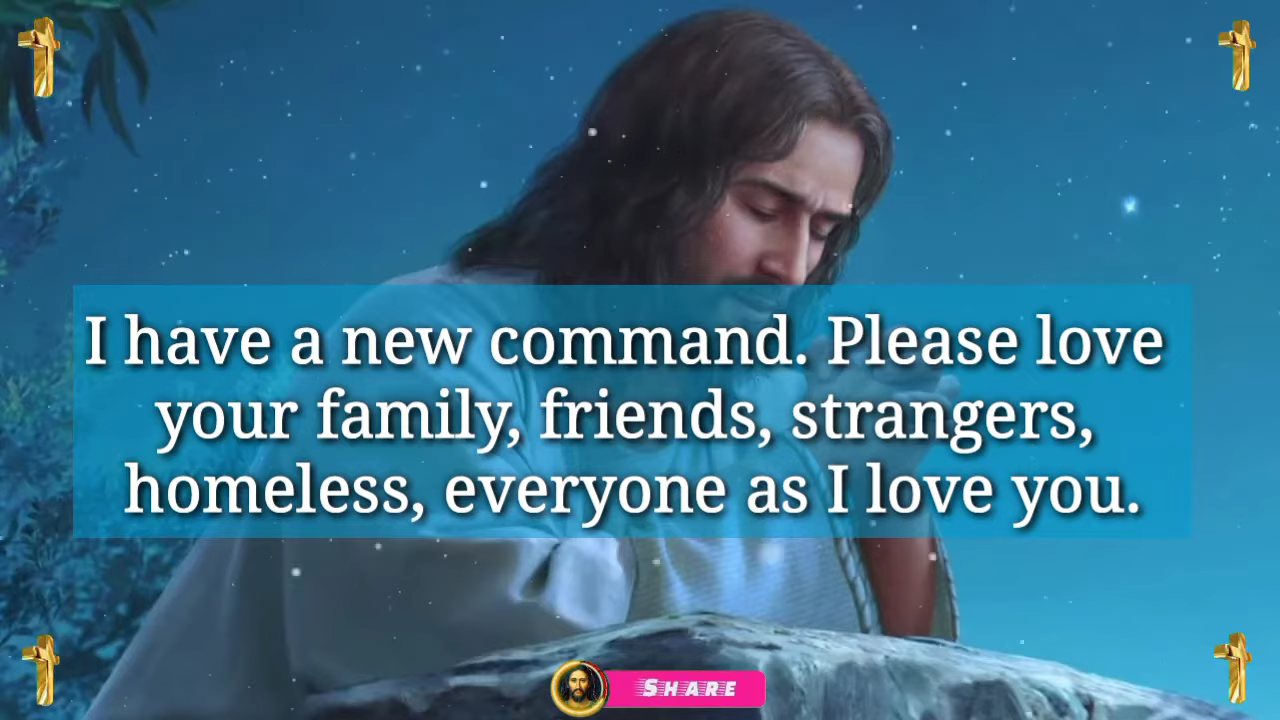 I have a new command. Please love
your family, friends, strangers,
homeless, everyone as I love you.
SHARE